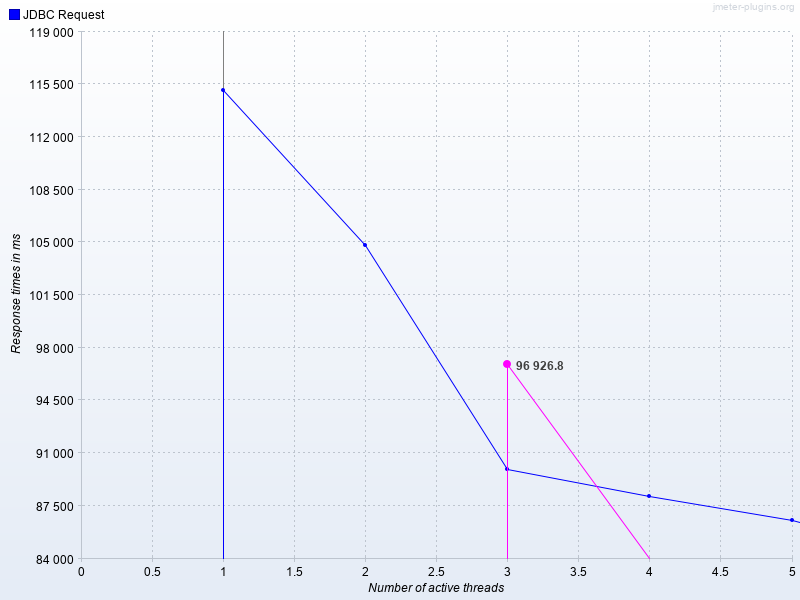 jmeter-plugins.org
JDBC Request
119 000
115 500
112 000
108 500
105 000
101 500
98 000
94 500
91 000
87 500
84 000
Response times in ms
96 926.8
0 0.5 1 1.5 2 2.5 3 3.5 4 4.5 5
Number of active threads